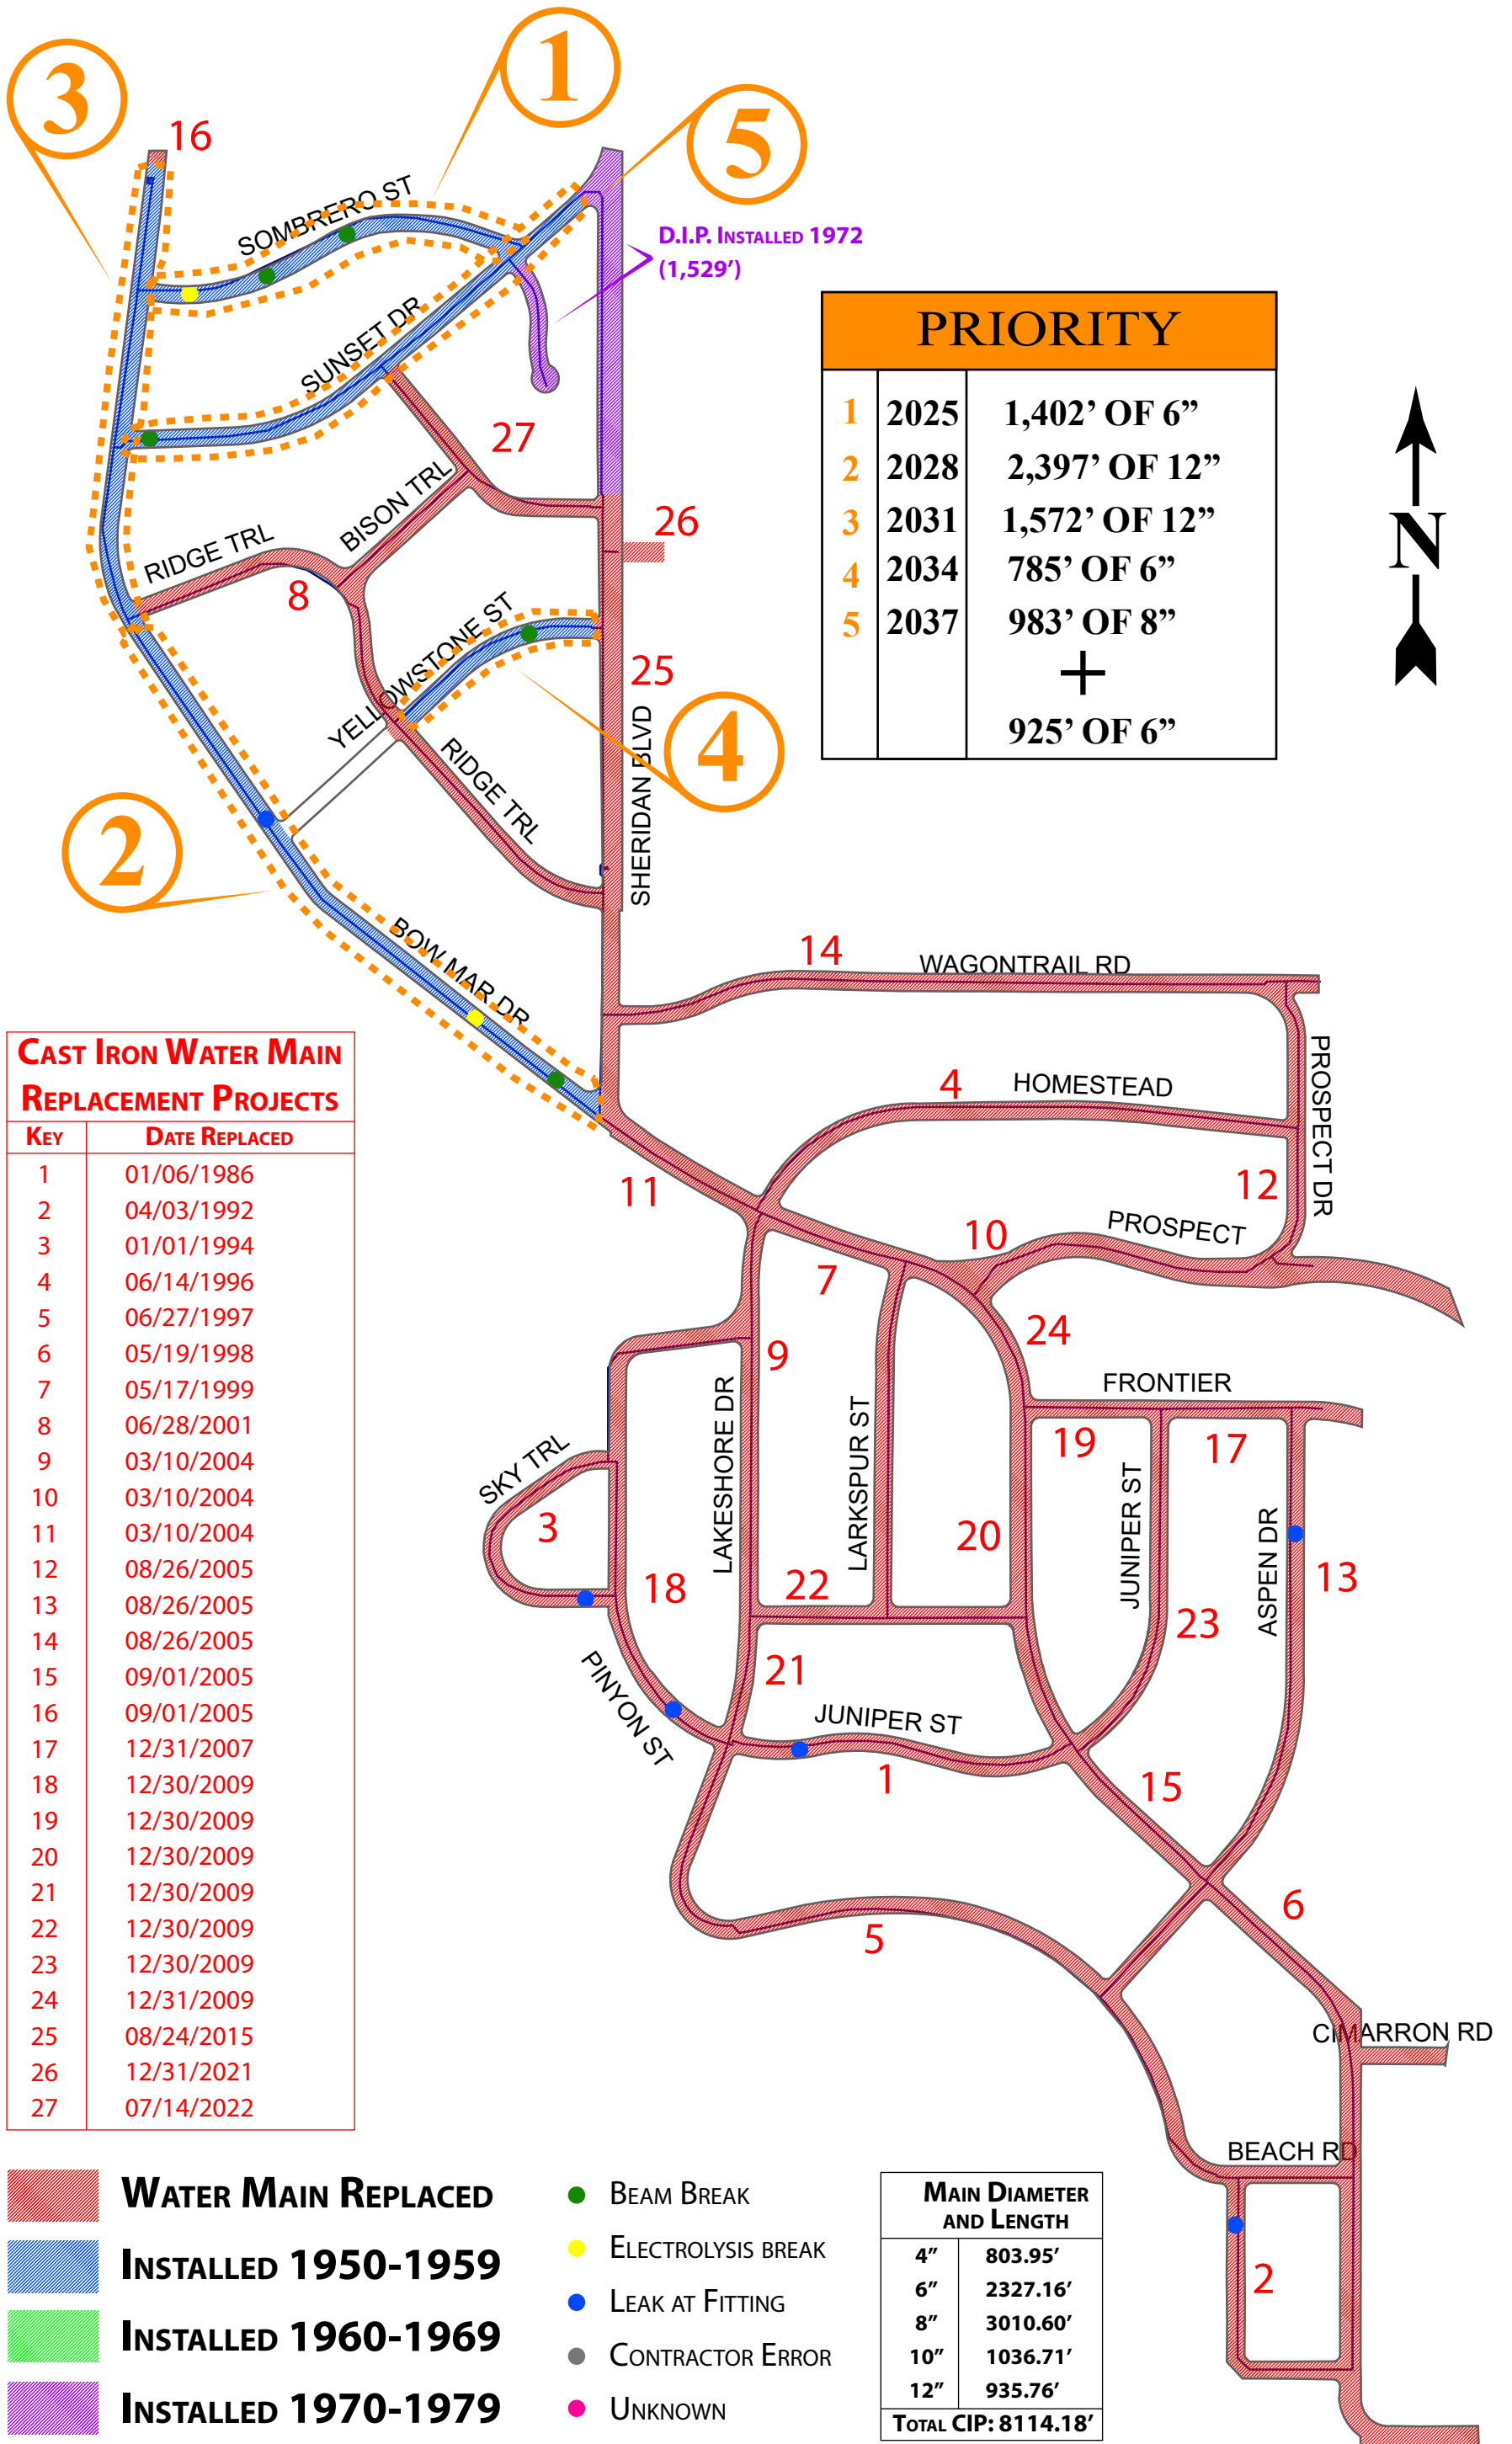 1
3
5
16
SOMBRERO ST
D.I.P. INSTALLED 1972
(1,529’)
SUNSET DR
PRIORITY
1 2025 1,402’ OF 6”
2 2028 2,397’ OF 12”
3 2031 1,572’ OF 12”
4 2034 785’ OF 6”
5 2037 983’ OF 8”
+
925’ OF 6”
N
27
BISON TRL
26
RIDGE TRL
8
YELLOWSTONE ST
25
4
RIDGE TRL
SHERIDAN BLVD
2
BOW MAR DR
14
WAGONTRAIL RD
PROSPECT DR
4
HOMESTEAD
11
12
10
PROSPECT
7
24
9
FRONTIER
LAKESHORE DR
LARKSPUR ST
19
17
SKY TRL
3
JUNIPER ST
20
ASPEN DR
13
18
22
23
21
PINYON ST
JUNIPER ST
1
15
6
5
CIMARRON RD
BEACH RD
2
CAST IRON WATER MAIN
REPLACEMENT PROJECTS
KEY DATE REPLACED
1 01/06/1986
2 04/03/1992
3 01/01/1994
4 06/14/1996
5 06/27/1997
6 05/19/1998
7 05/17/1999
8 06/28/2001
9 03/10/2004
10 03/10/2004
11 03/10/2004
12 08/26/2005
13 08/26/2005
14 08/26/2005
15 09/01/2005
16 09/01/2005
17 12/31/2007
18 12/30/2009
19 12/30/2009
20 12/30/2009
21 12/30/2009
22 12/30/2009
23 12/30/2009
24 12/31/2009
25 08/24/2015
26 12/31/2021
27 07/14/2022
WATER MAIN REPLACED
INSTALLED 1950-1959
INSTALLED 1960-1969
INSTALLED 1970-1979
BEAM BREAK
ELECTROLYSIS BREAK
LEAK AT FITTING
CONTRACTOR ERROR
UNKNOWN
MAIN DIAMETER
AND LENGTH
4” 803.95’
6” 2327.16’
8” 3010.60’
10” 1036.71’
12” 935.76’
TOTAL CIP: 8114.18’